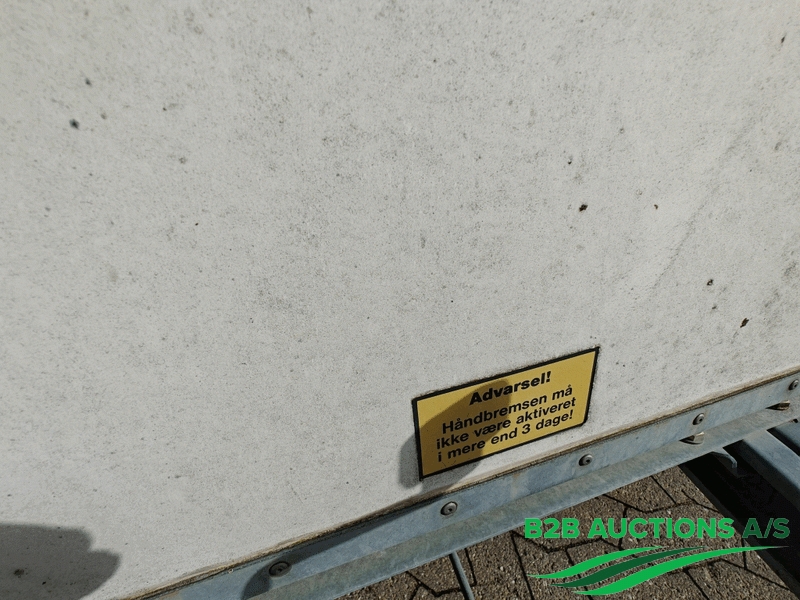 Advarsel!
Håndbremsen må
ikke være aktiveret
i mere end 3 dage!
B2B AUCTIONS A/S